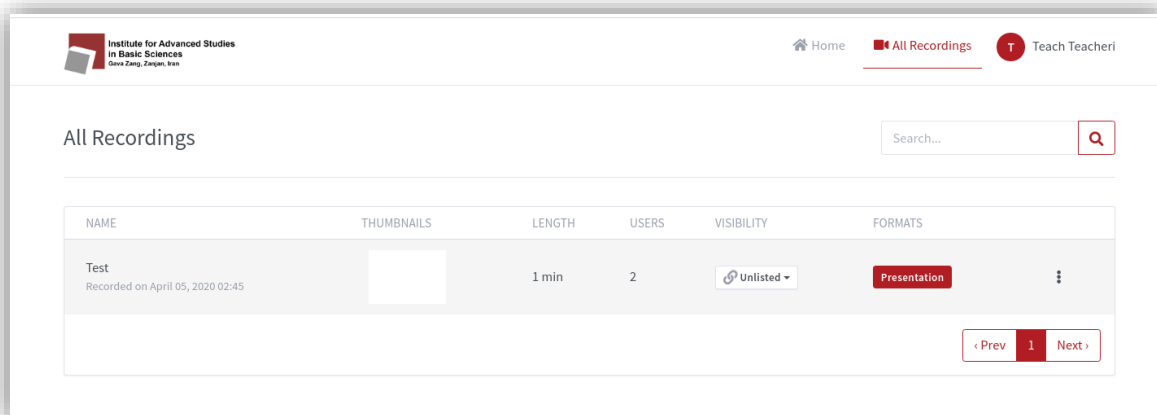 Institute for Advanced Studies
in Basic Sciences
Gava Zang, Zanjan, Iran
Home
All Recordings
T
Teach Teacheri
All Recordings
Search...
NAME THUMBNAILS LENGTH USERS VISIBILITY FORMATS
Test
Recorded on April 05, 2020 02:45
1 min 2 Unlisted Presentation
‹ Prev 1 Next ›